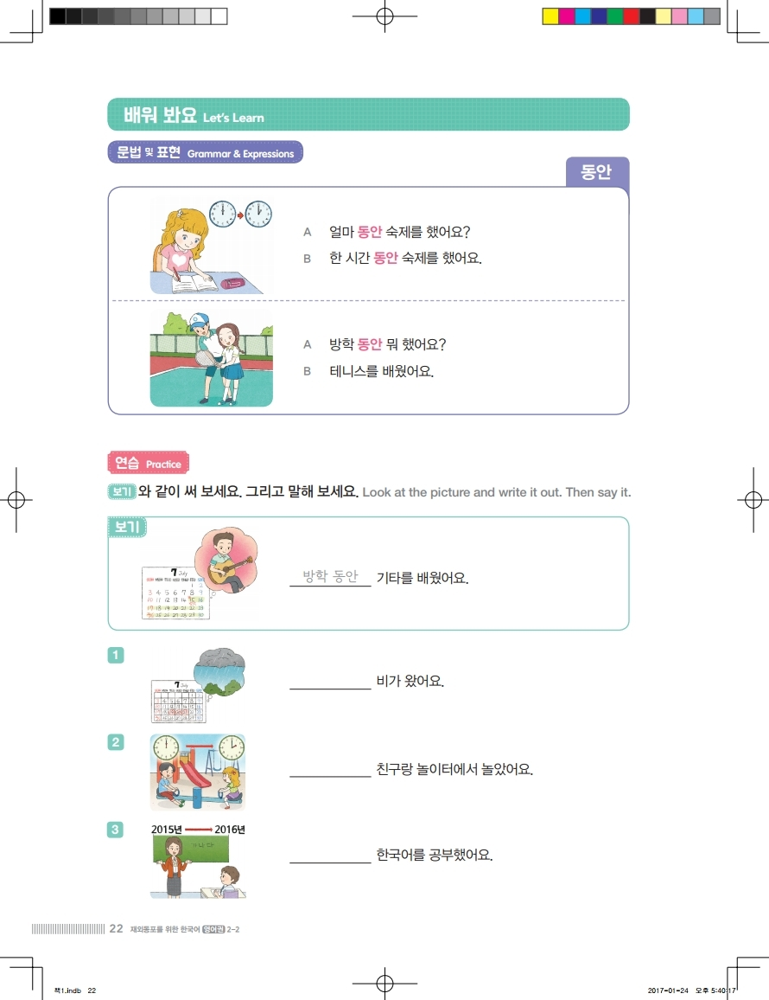 배워 봐요 Let's Learn
문법 및 표현 Grammar & Expressions
동안
A 얼마 동안 숙제를 했어요?
B 한 시간 동안 숙제를 했어요.
A 방학 동안 뭐 했어요?
B 테니스를 배웠어요.
연습 Practice
보기 와 같이 써 보세요. 그리고 말해 보세요. Look at the picture and write it out. Then say it.
보기
7 July
방학 동안 기타를 배웠어요.
1
7 July
비가 왔어요.
2
친구랑 놀이터에서 놀았어요.
3
2015년 2016년
가 나 다
한국어를 공부했어요.
22 재외동포를 위한 한국어 영어권 2-2
책1.indb 22
2017-01-24 오후 5:40:17